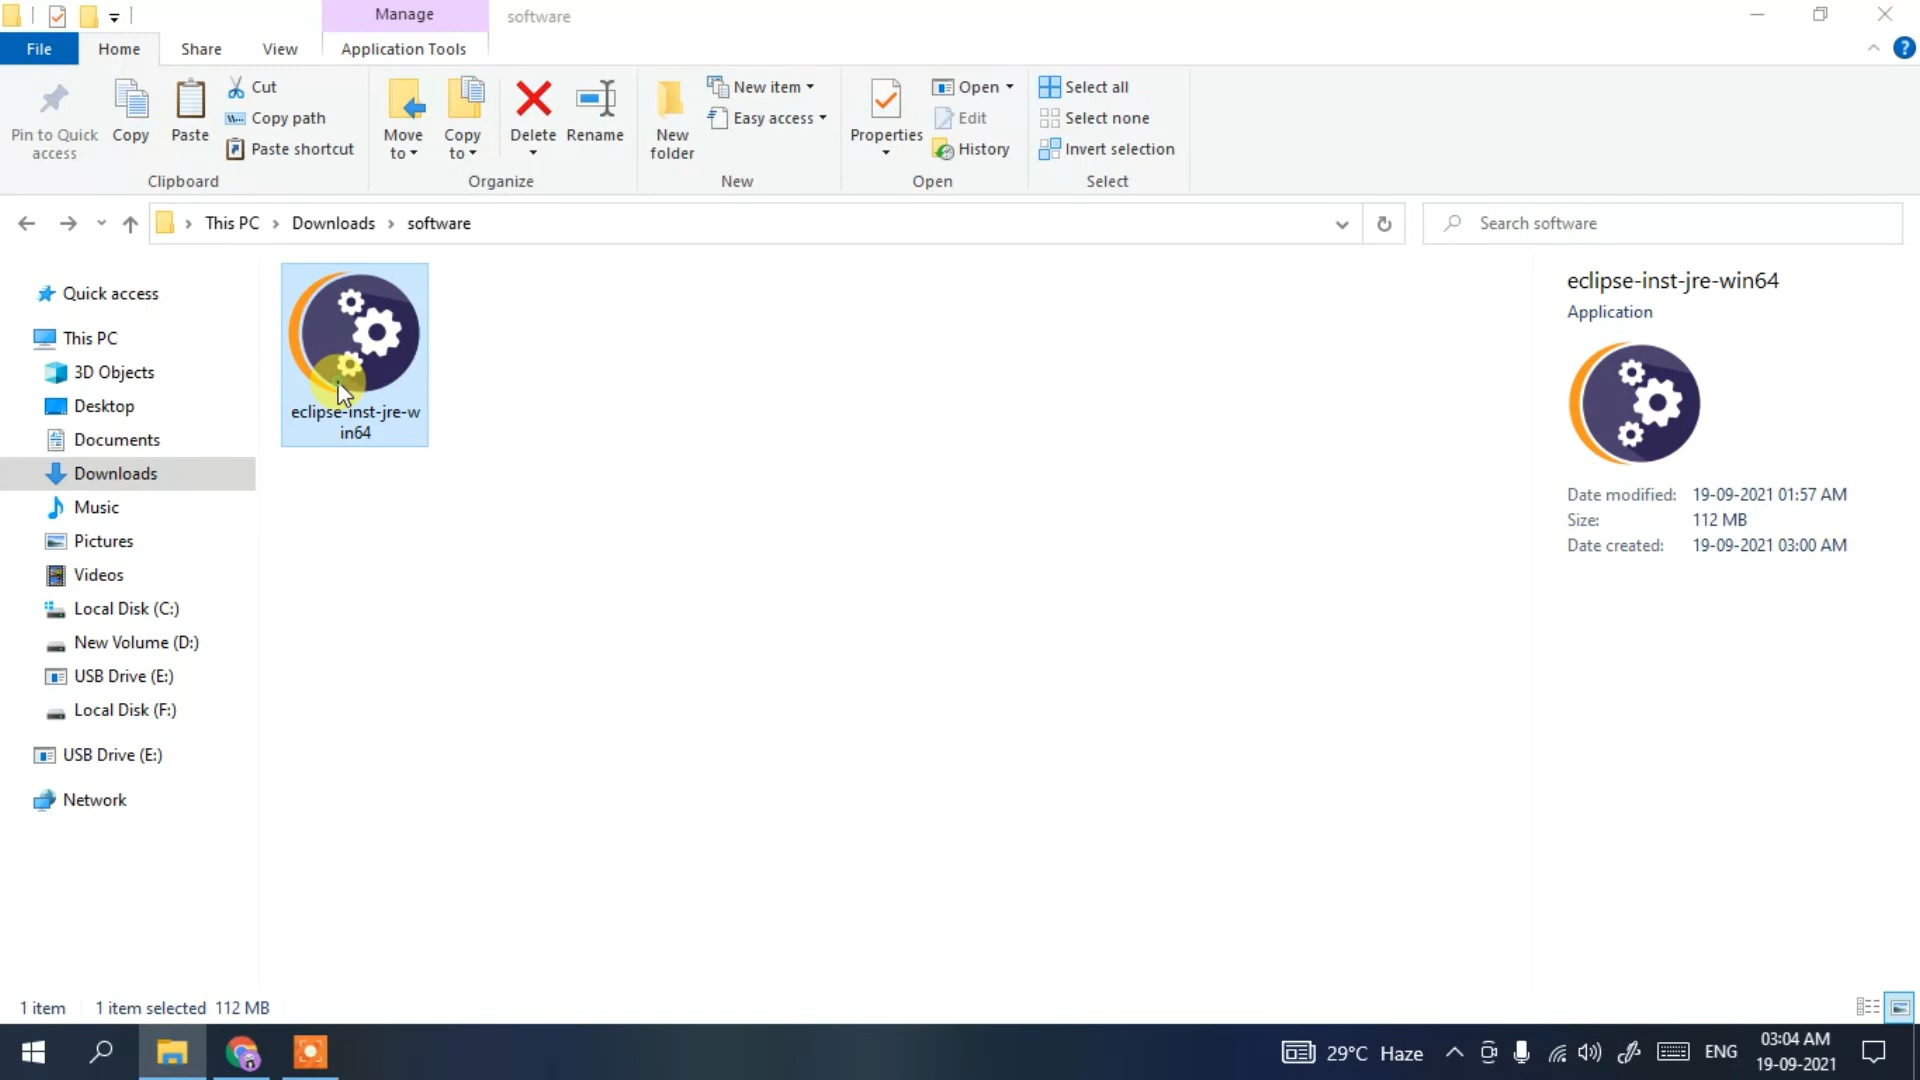 Manage
software
File
Home
Share
View
Application Tools
Pin to Quick
access
Copy
Paste
Cut
Copy path
Paste shortcut
Move
to
Copy
to
Delete
Rename
New
folder
New item
Easy access
Properties
Open
Edit
History
Select all
Select none
Invert selection
Clipboard
Organize
New
Open
Select
This PC
Downloads
software
Search software
Quick access
This PC
3D Objects
Desktop
Documents
Downloads
Music
Pictures
Videos
Local Disk (C:)
New Volume (D:)
USB Drive (E:)
Local Disk (F:)
USB Drive (E:)
Network
eclipse-inst-jre-w
in64
eclipse-inst-jre-win64
Application
Date modified: 19-09-2021 01:57 AM
Size: 112 MB
Date created: 19-09-2021 03:00 AM
1 item 1 item selected 112 MB
29°C Haze
ENG
03:04 AM
19-09-2021